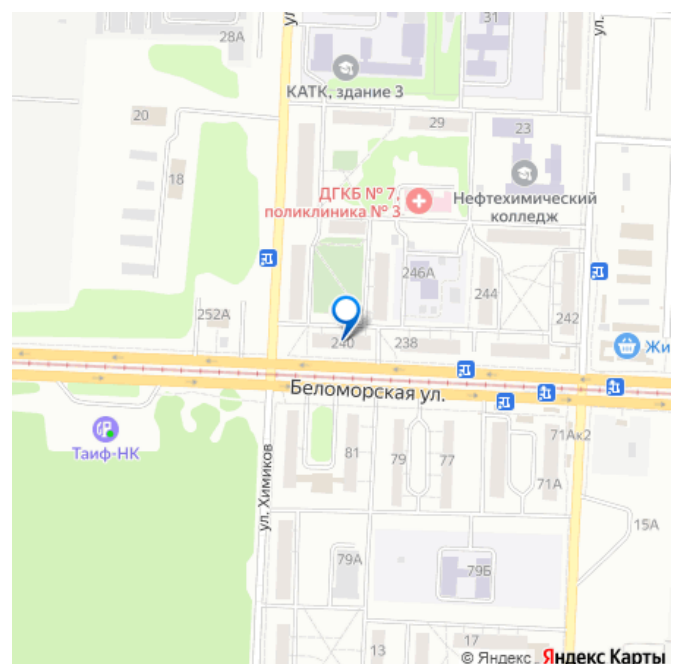 ул.
28А
31
ул.
КАТК, здание 3
20
29
23
18
ДГКБ № 7,
поликлиника № 3
Нефтехимический
колледж
246А
244
242
252А
240
238
Жи
Беломорская ул.
Таиф-НК
ул. Химиков
81
79
77
71Ак2
71А
15А
79А
79Б
13
17
© Яндекс Яндекс Карты